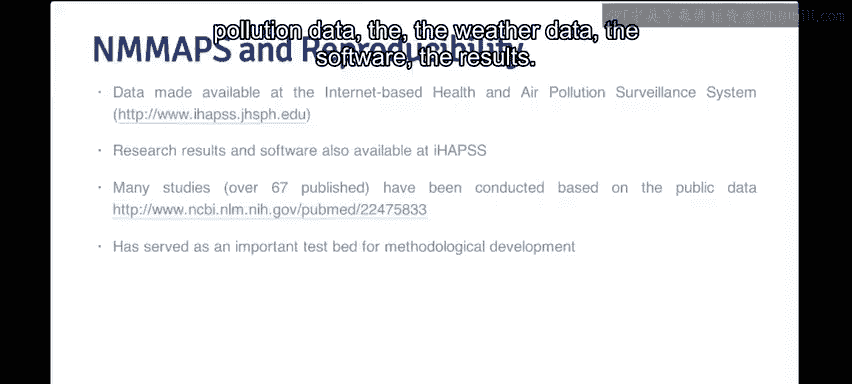 pollution data, the, the weather data, the
software, the results.
NMMAPS and Reproducibility
· Data made available at the Internet-based Health and Air Pollution Surveillance System
(http://www.ihapss.jhsph.edu)
· Research results and software also available at iHAPSS
· Many studies (over 67 published) have been conducted based on the public data
http://www.ncbi.nlm.nih.gov/pubmed/22475833
· Has served as an important test bed for methodological development